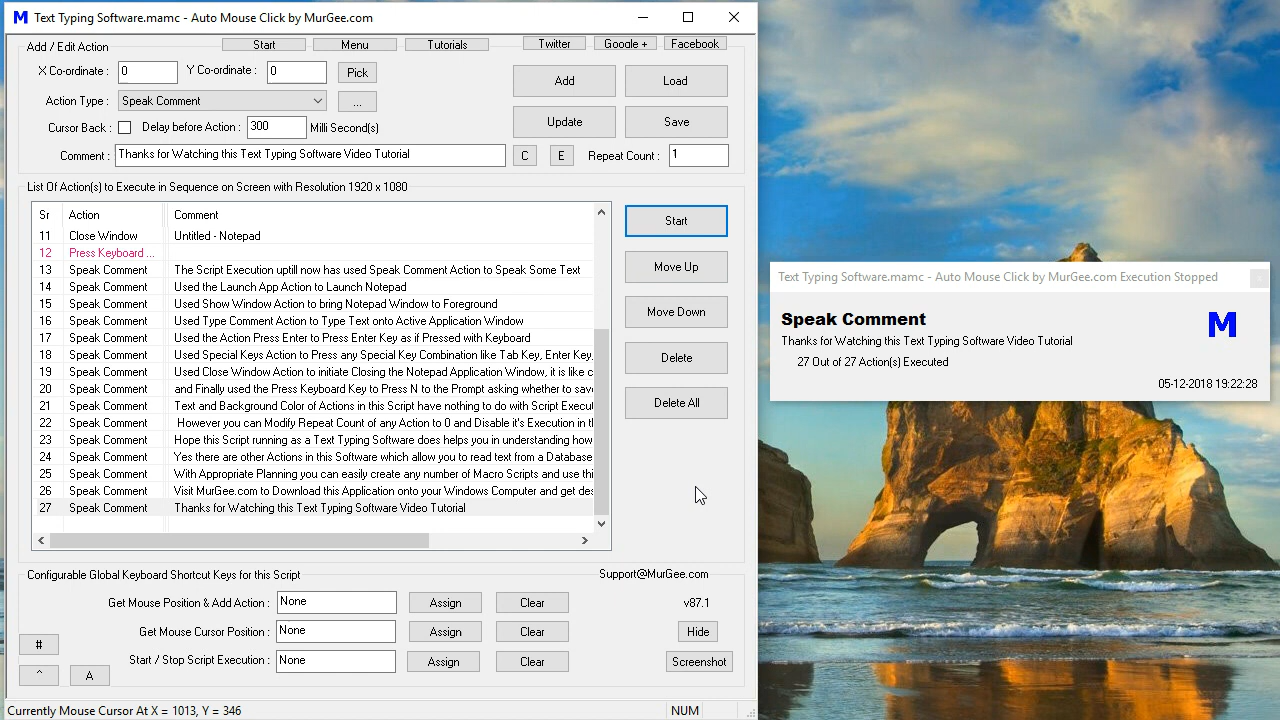 M Text Typing Software.mamc - Auto Mouse Click by MurGee.com
Add / Edit Action Start Menu Tutorials Twitter Google + Facebook
X Co-ordinate : 0 Y Co-ordinate : 0 Pick
Add Load
Action Type : Speak Comment ...
Update Save
Cursor Back : Delay before Action : 300 Milli Second(s)
Comment : Thanks for Watching this Text Typing Software Video Tutorial C E Repeat Count : 1
List Of Action(s) to Execute in Sequence on Screen with Resolution 1920 x 1080
Sr Action Comment
11 Close Window Untitled - Notepad
12 Press Keyboard ...
13 Speak Comment The Script Execution uptill now has used Speak Comment Action to Speak Some Text
14 Speak Comment Used the Launch App Action to Launch Notepad
15 Speak Comment Used Show Window Action to bring Notepad Window to Foreground
16 Speak Comment Used Type Comment Action to Type Text onto Active Application Window
17 Speak Comment Used the Action Press Enter to Press Enter Key as if Pressed with Keyboard
18 Speak Comment Used Special Keys Action to Press any Special Key Combination like Tab Key, Enter Key,
19 Speak Comment Used Close Window Action to initiate Closing the Notepad Application Window, it is like c
20 Speak Comment and Finally used the Press Keyboard Key to Press N to the Prompt asking whether to save
21 Speak Comment Text and Background Color of Actions in this Script have nothing to do with Script Execut
22 Speak Comment However you can Modify Repeat Count of any Action to 0 and Disable it's Execution in th
23 Speak Comment Hope this Script running as a Text Typing Software does helps you in understanding how
24 Speak Comment Yes there are other Actions in the Software which allow you to read text from a Database
25 Speak Comment With Appropriate Planning you can easily create any number of Macro Scripts and use thi
26 Speak Comment Visit MurGee.com to Download this Application onto your Windows Computer and get des
27 Speak Comment Thanks for Watching this Text Typing Software Video Tutorial
Start
Move Up
Move Down
Delete
Delete All
Configurable Global Keyboard Shortcut Keys for this Script Support@MurGee.com
Get Mouse Position & Add Action : None Assign Clear v87.1
Get Mouse Cursor Position : None Assign Clear Hide
# Start / Stop Script Execution : None Assign Clear Screenshot
^ A
Current Mouse Cursor At X = 1013, Y = 346 NUM
Text Typing Software.mamc - Auto Mouse Click by MurGee.com Execution Stopped x
Speak Comment M
Thanks for Watching this Text Typing Software Video Tutorial
27 Out of 27 Action(s) Executed
05-12-2018 19:22:28